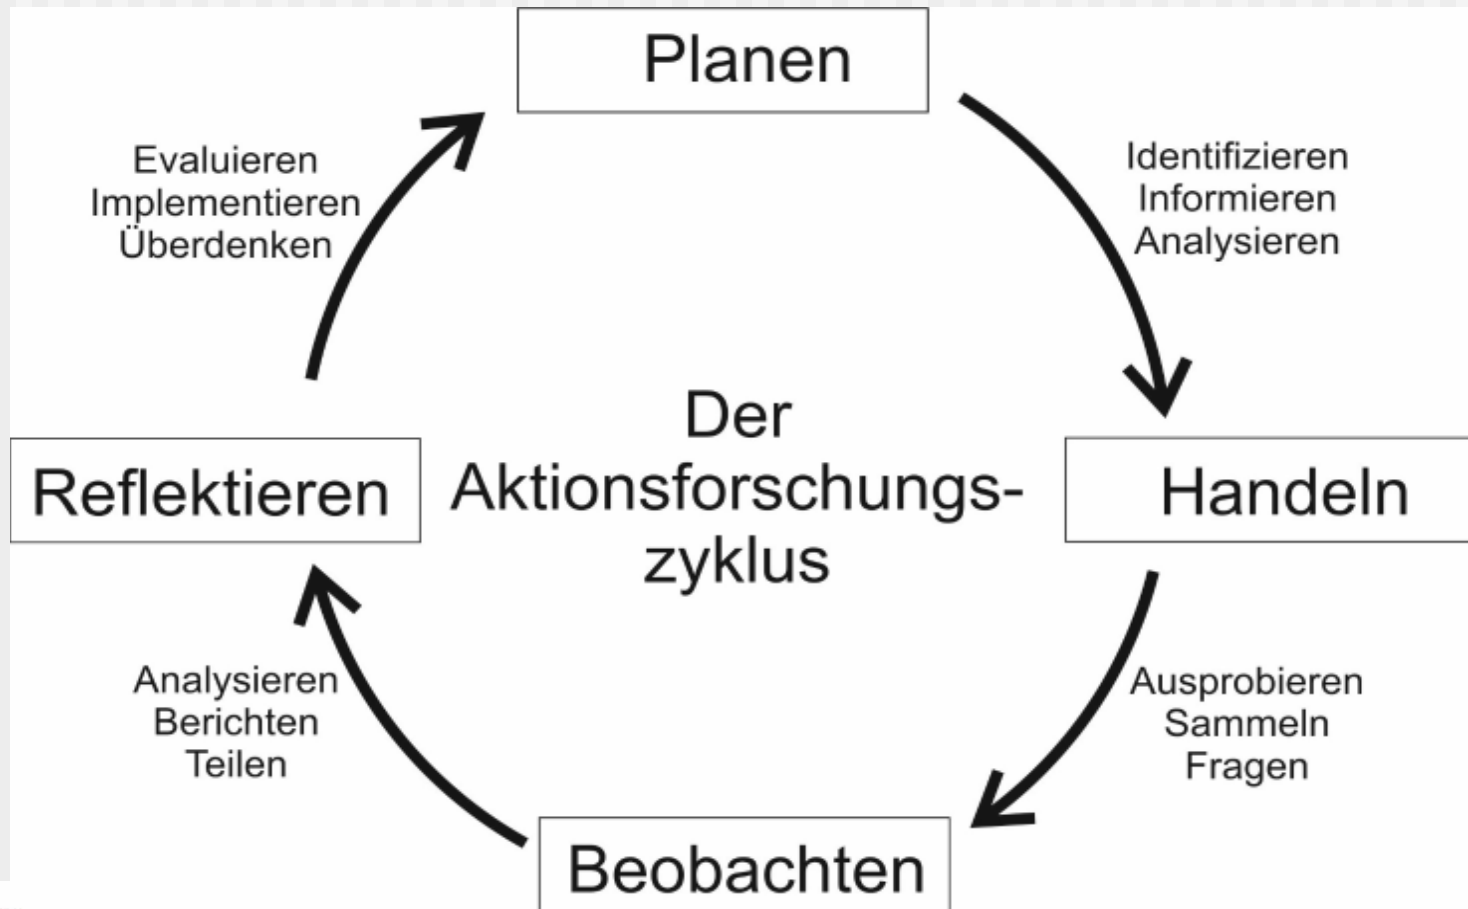 Planen
Identifizieren
Informieren
Analysieren
Handeln
Ausprobieren
Sammeln
Fragen
Beobachten
Analysieren
Berichten
Teilen
Reflektieren
Evaluieren
Implementieren
Überdenken
Der
Aktionsforschungs-
zyklus